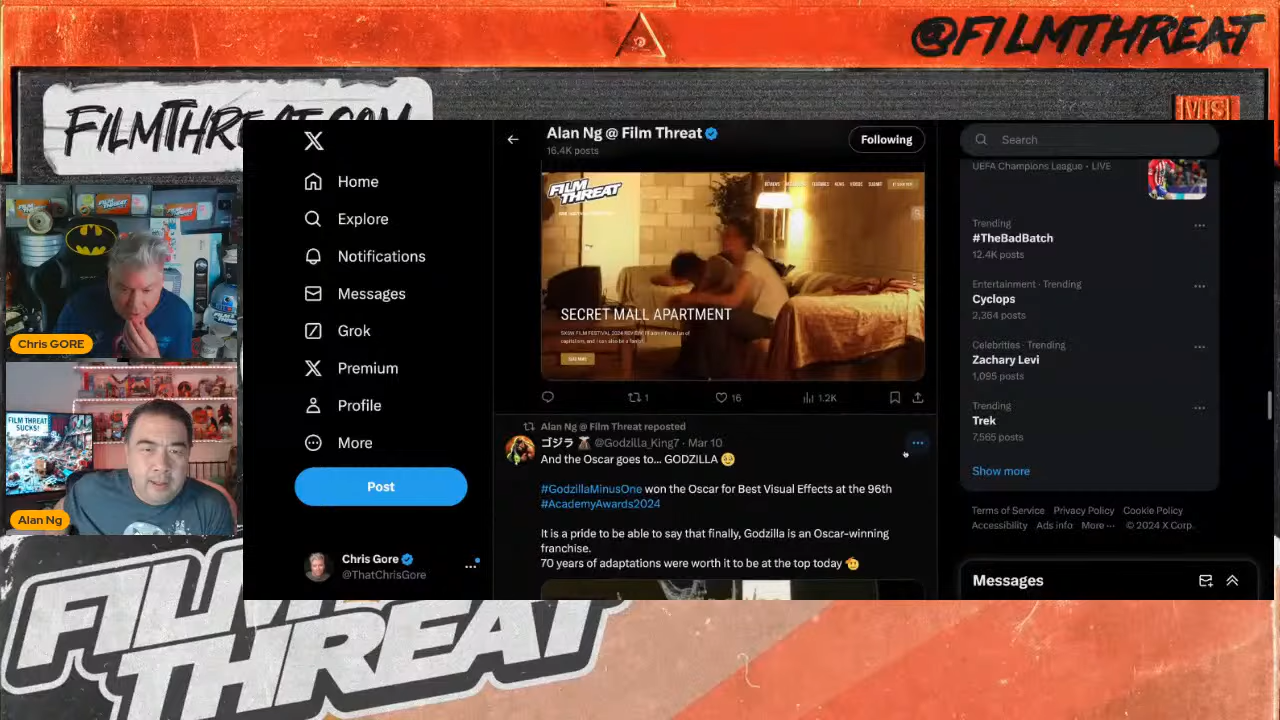 @FILMTHREAT
FILMTHREAT.COM
Home
Explore
Notifications
Messages
Grok
Premium
Profile
More
Post
Chris Gore
@ThatChrisGore
Alan Ng @ Film Threat
16.4K posts
Following
FILM THREAT
SECRET MALL APARTMENT
1
16
1.2K
Alan Ng @ Film Threat reposted
ゴジラ @Godzilla_King7 · Mar 10
And the Oscar goes to... GODZILLA 🥹
#GodzillaMinusOne won the Oscar for Best Visual Effects at the 96th
#AcademyAwards2024
It is a pride to be able to say that finally, Godzilla is an Oscar-winning
franchise.
70 years of adaptations were worth it to be at the top today 🫡
Search
UEFA Champions League · LIVE
Trending
#TheBadBatch
12.4K posts
Entertainment · Trending
Cyclops
2,364 posts
Celebrities · Trending
Zachary Levi
1,095 posts
Trending
Trek
7,565 posts
Show more
Terms of Service Privacy Policy Cookie Policy
Accessibility Ads info More ··· © 2024 X Corp.
Messages
Chris GORE
FILM THREAT
SUCKS!
Alan Ng
FILM
THREAT